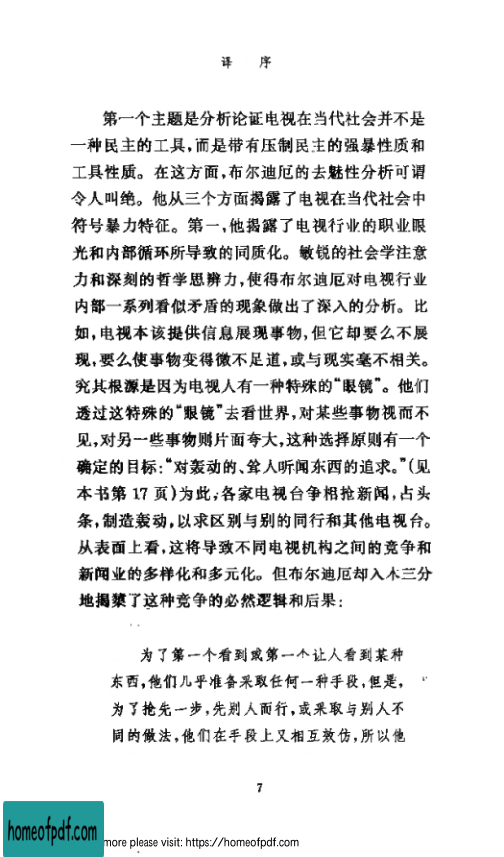 译 序
第一个主题是分析论证电视在当代社会并不是
一种民主的工具,而是带有压制民主的强暴性质和
工具性质。在这方面,布尔迪厄的去魅性分析可谓
令人叫绝。他从三个方面揭露了电视在当代社会中
符号暴力特征。第一,他揭露了电视行业的职业眼
光和内部循环所导致的同质化。敏锐的社会学注意
力和深刻的哲学思辨力,使得布尔迪厄对电视行业
内部一系列看似矛盾的现象做出了深入的分析。比
如,电视本该提供信息展现事物,但它却要么不展
现,要么使事物变得微不足道,或与现实毫不相关。
究其根源是因为电视人有一种特殊的“眼镜”。他们
透过这特殊的“眼镜”去看世界,对某些事物视而不
见,对另一些事物则片面夸大,这种选择原则有一个
确定的目标:“对轰动的、耸人听闻东西的追求。”(见
本书第 17 页)为此,各家电视台争相抢新闻,占头
条,制造轰动,以求区别与别的同行和其他电视台。
从表面上看,这将导致不同电视机构之间的竞争和
新闻业的多样化和多元化。但布尔迪厄却入木三分
地揭橥了这种竞争的必然逻辑和后果:
为了第一个看到或第一个让人看到某种
东西,他们几乎准备采取任何一种手段,但是,
为了抢先一步,先别人而行,或采取与别人不
同的做法,他们在手段上又相互效仿,所以他
7
homeofpdf.com
more please visit: https://homeofpdf.com